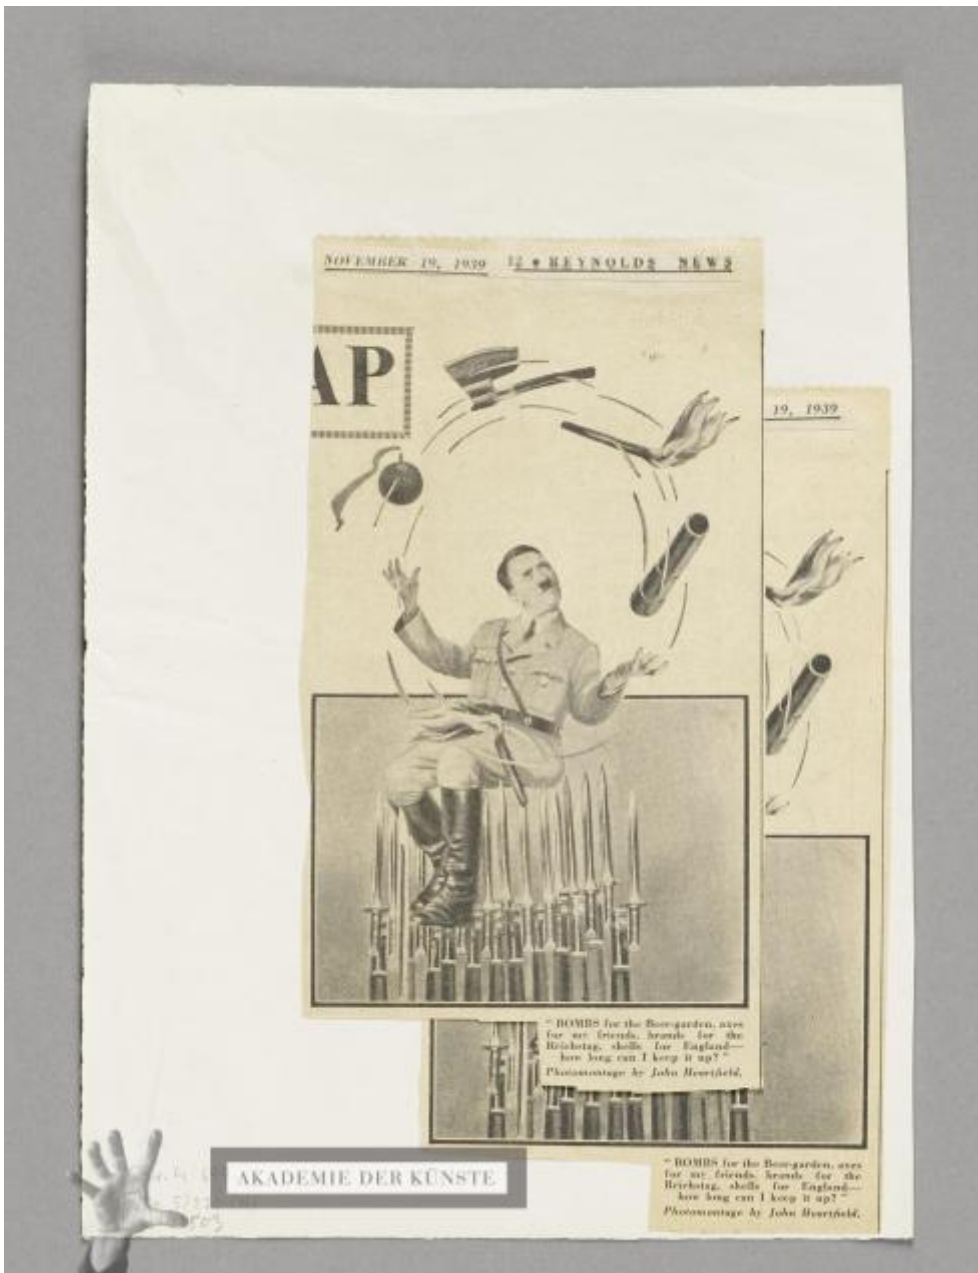 NOVEMBER 19, 1939 12 • REYNOLDS NEWS
AP
19, 1939
"BOMBS for the Beer-garden, axes
for my friends, brands for the
Reichstag, shells for England—
how long can I keep it up?"
Photomontage by John Heartfield.
"BOMBS for the Beer-garden, axes
for my friends, brands for the
Reichstag, shells for England—
how long can I keep it up?"
Photomontage by John Heartfield.
AKADEMIE DER KÜNSTE